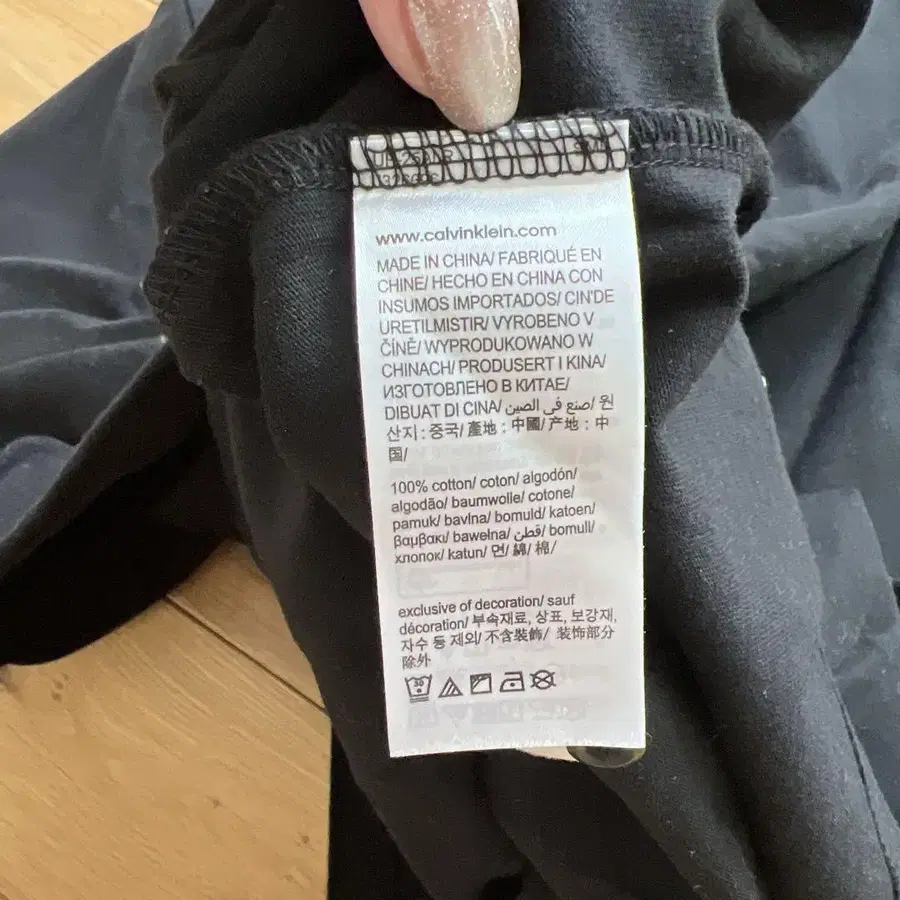 www.calvinklein.com
MADE IN CHINA/ FABRIQUÉ EN
CHINE/ HECHO EN CHINA CON
INSUMOS IMPORTADOS/ CIN'DE
URETILMISTIR/ VYROBENO V
ČÍNĚ/ WYPRODUKOWANO W
CHINACH/ PRODUSERT I KINA/
ИЗГОТОВЛЕНО В КИТАЕ/
DIBUAT DI CINA/ صنع في الصين/ 원
산지 : 중국/ 產地 : 中國/ 产地 : 中
国/
100% cotton/ coton/ algodón/
algodão/ baumwolle/ cotone/
pamuk/ bavlna/ bomuld/ katoen/
βαμβακι/ bawełna/ قطن/ bomull/
хлопок/ katun/ 면/ 綿/ 棉/
exclusive of decoration/ sauf
décoration/ 부속재료, 상표, 보강재,
자수 등 제외/ 不含裝飾/ 装饰部分
除外
30